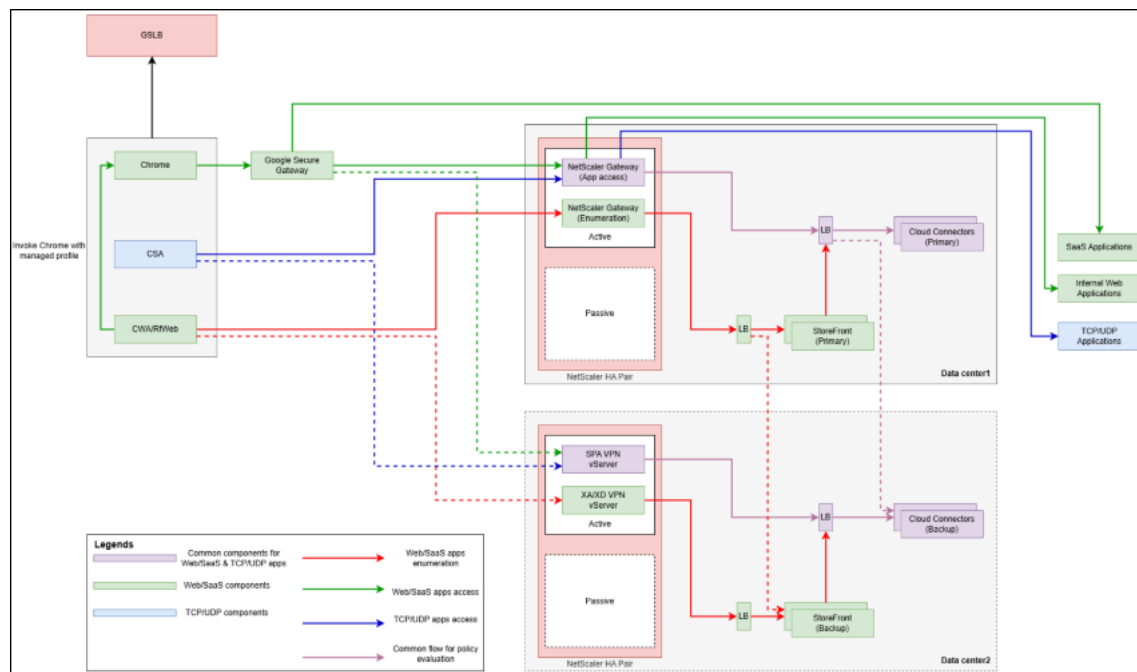 GSLB
Invoke Chrome with
managed profile
Chrome
CSA
CWA/RfWeb
Google Secure
Gateway
NetScaler Gateway
(App access)
NetScaler Gateway
(Enumeration)
Active
Passive
NetScaler HA Pair
LB
Cloud Connectors
(Primary)
LB
StoreFront
(Primary)
Data center1
SaaS Applications
Internal Web
Applications
TCP/UDP
Applications
SPA VPN
vServer
XA/XD VPN
vServer
Active
Passive
NetScaler HA Pair
LB
Cloud Connectors
(Backup)
LB
StoreFront
(Backup)
Data center2
Legends
Common components for
Web/SaaS & TCP/UDP apps
Web/SaaS components
TCP/UDP components
Web/SaaS apps
enumeration
Web/SaaS apps access
TCP/UDP apps access
Common flow for policy
evaluation